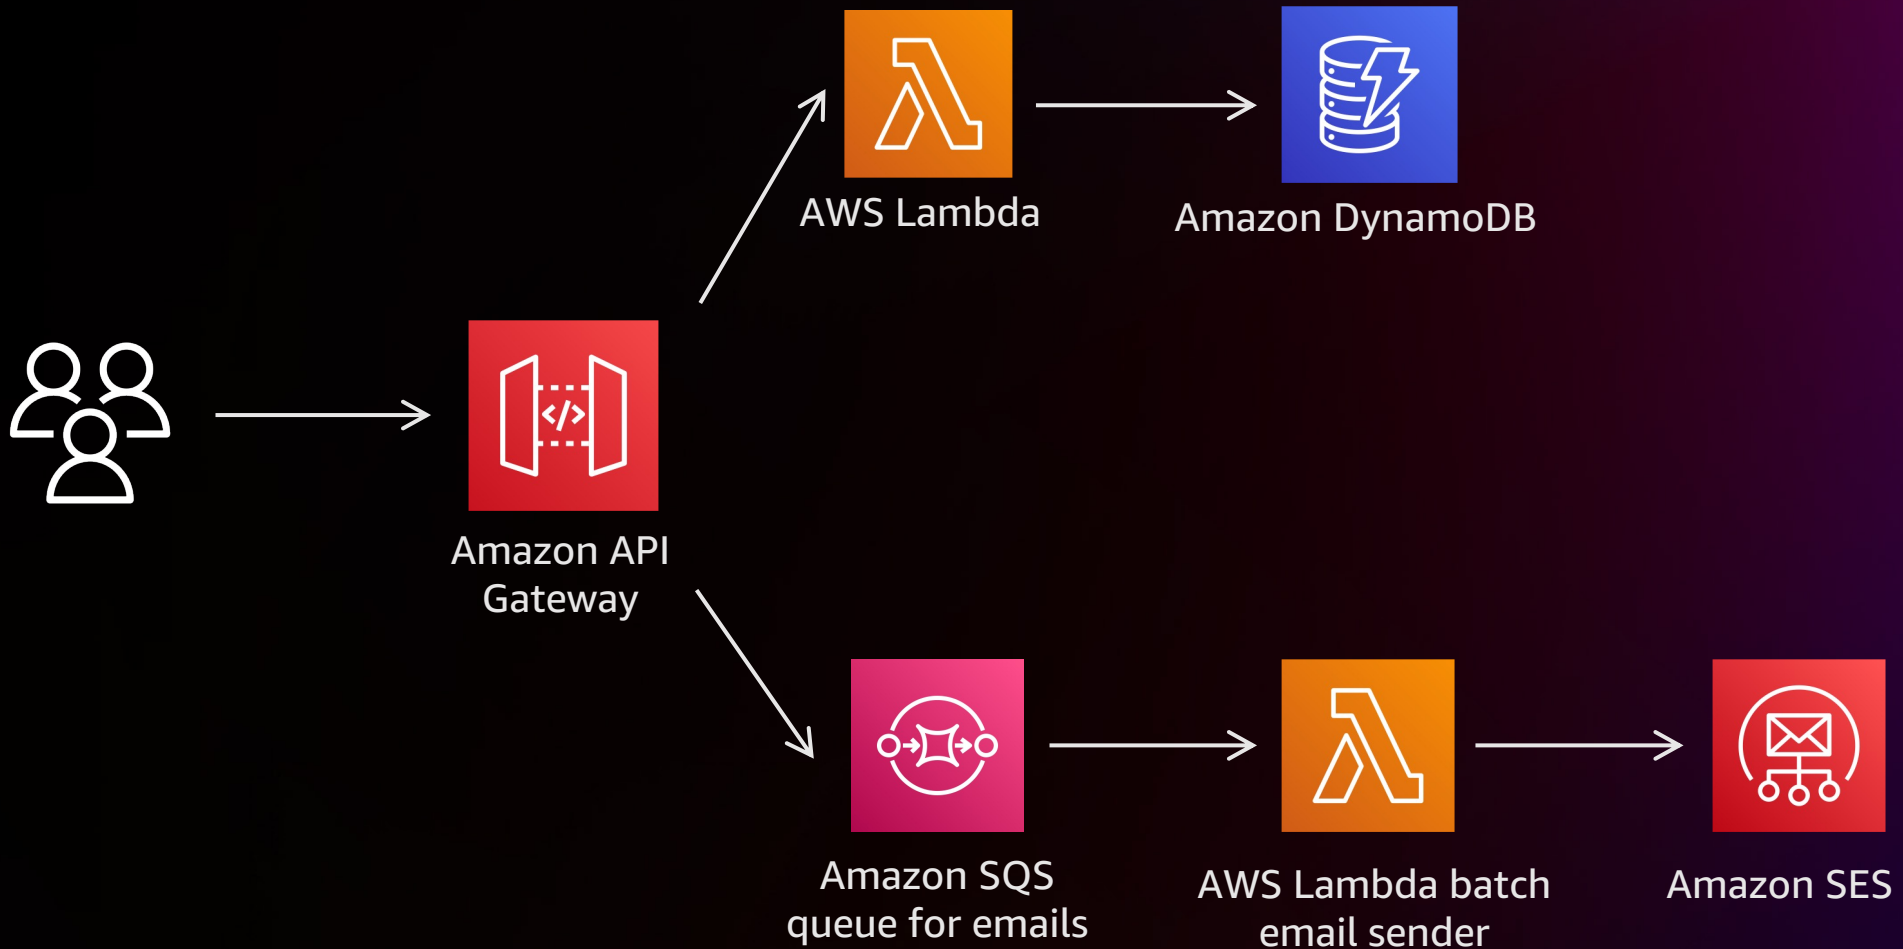 AWS Lambda
Amazon DynamoDB
</>
Amazon API
Gateway
Amazon SQS
queue for emails
AWS Lambda batch
email sender
Amazon SES